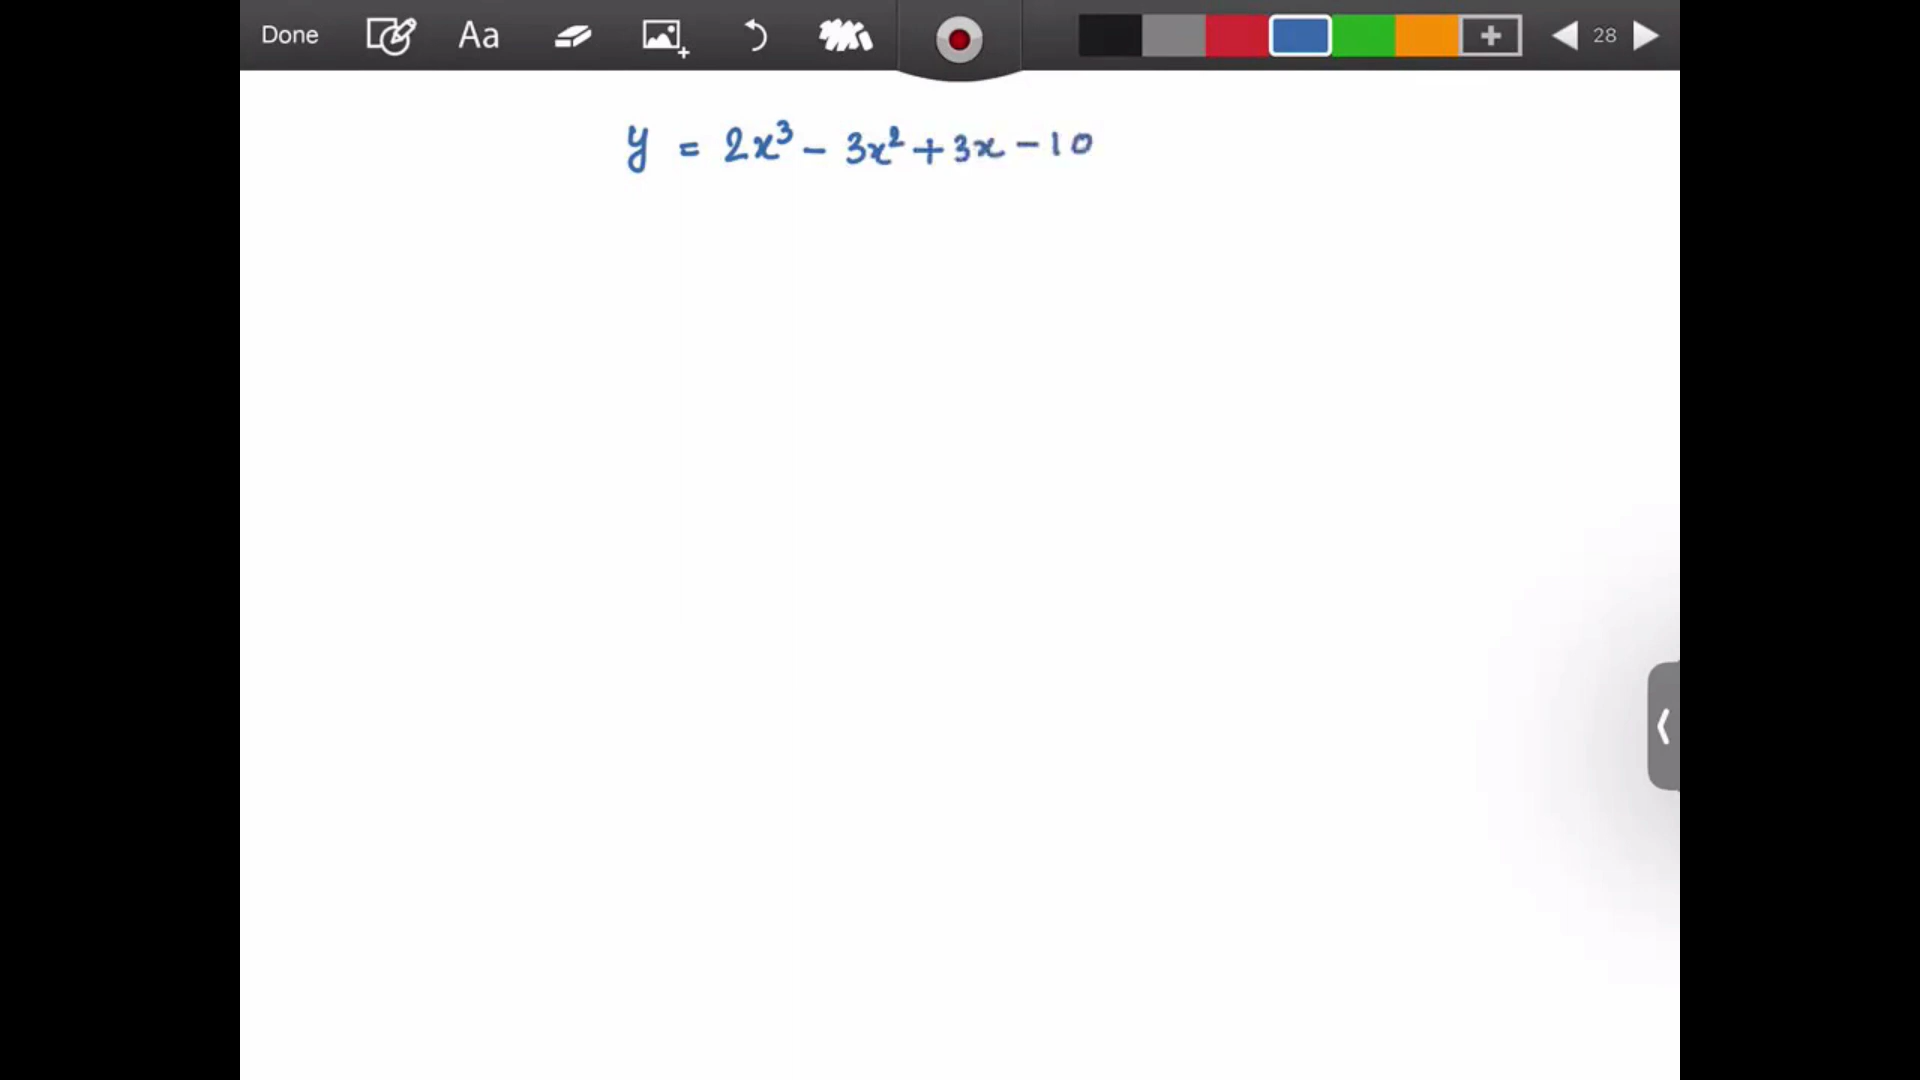 Done Aa 28
y = 2x³ - 3x² + 3x - 10